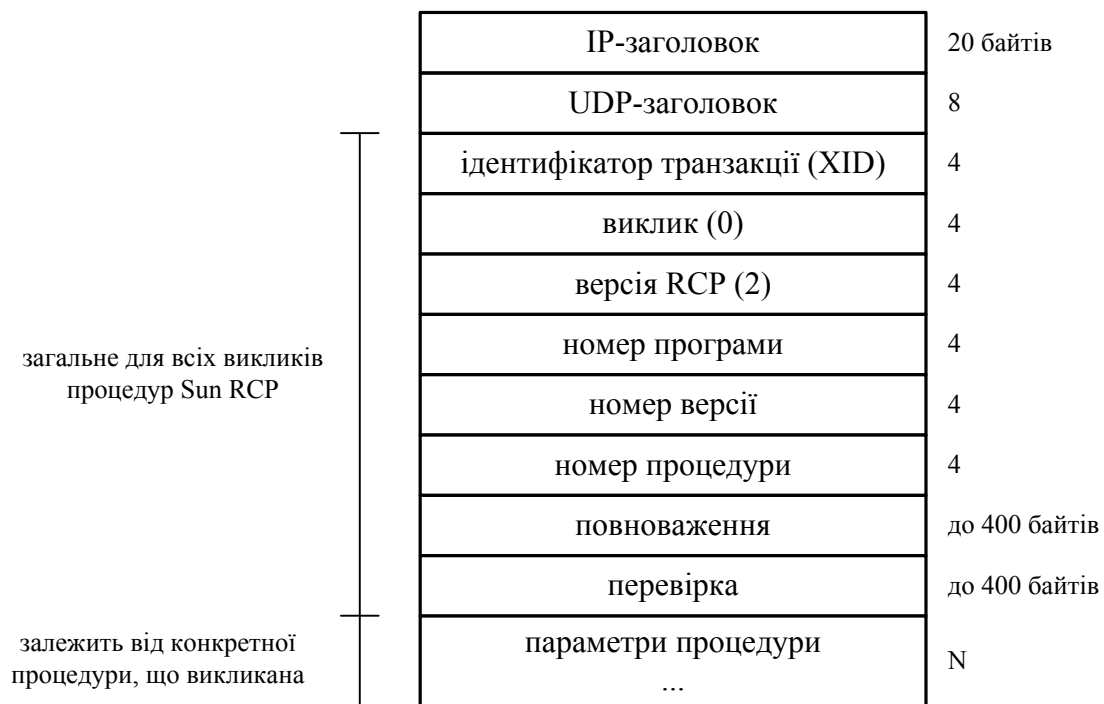 IP-заголовок 20 байтів
UDP-заголовок 8
ідентифікатор транзакції (XID) 4
виклик (0) 4
версія RCP (2) 4
номер програми 4
номер версії 4
номер процедури 4
повноваження до 400 байтів
перевірка до 400 байтів
параметри процедури
...
N
загальне для всіх викликів
процедур Sun RCP
залежить від конкретної
процедури, що викликана